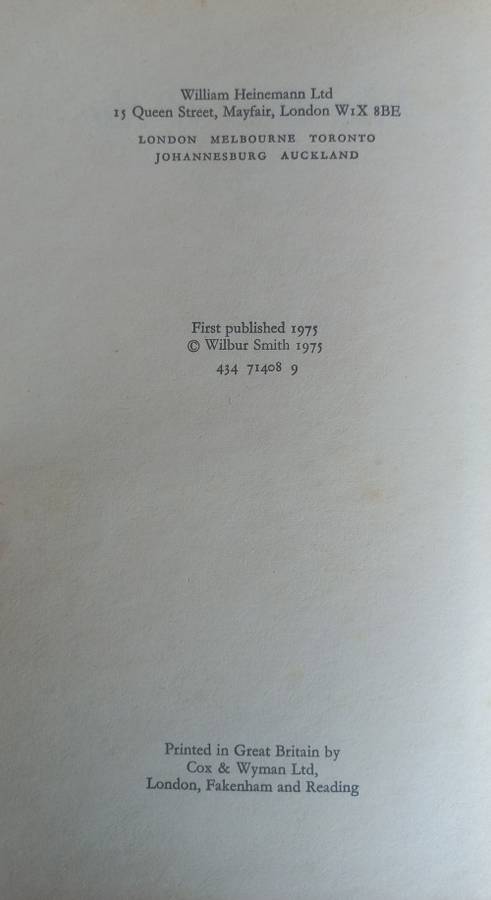 William Heinemann Ltd
15 Queen Street, Mayfair, London W1X 8BE
LONDON MELBOURNE TORONTO
JOHANNESBURG AUCKLAND
First published 1975
© Wilbur Smith 1975
434 71408 9
Printed in Great Britain by
Cox & Wyman Ltd,
London, Fakenham and Reading